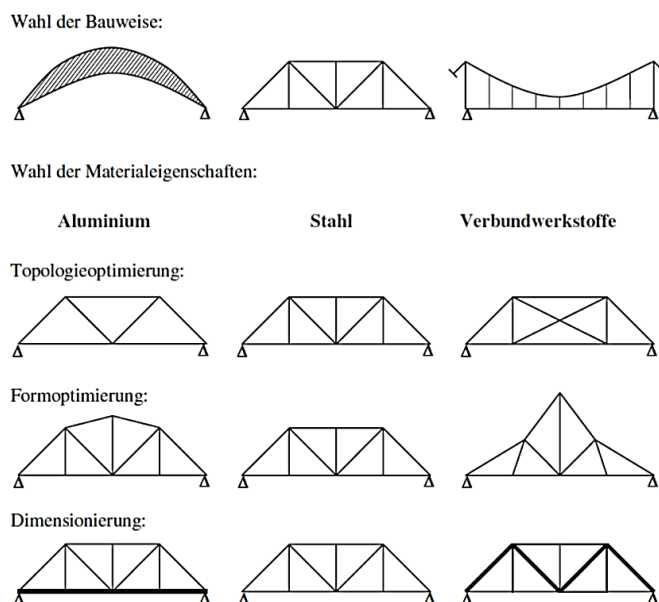 Wahl der Bauweise:
Wahl der Materialeigenschaften:
Aluminium Stahl Verbundwerkstoffe
Topologieoptimierung:
Formoptimierung:
Dimensionierung: